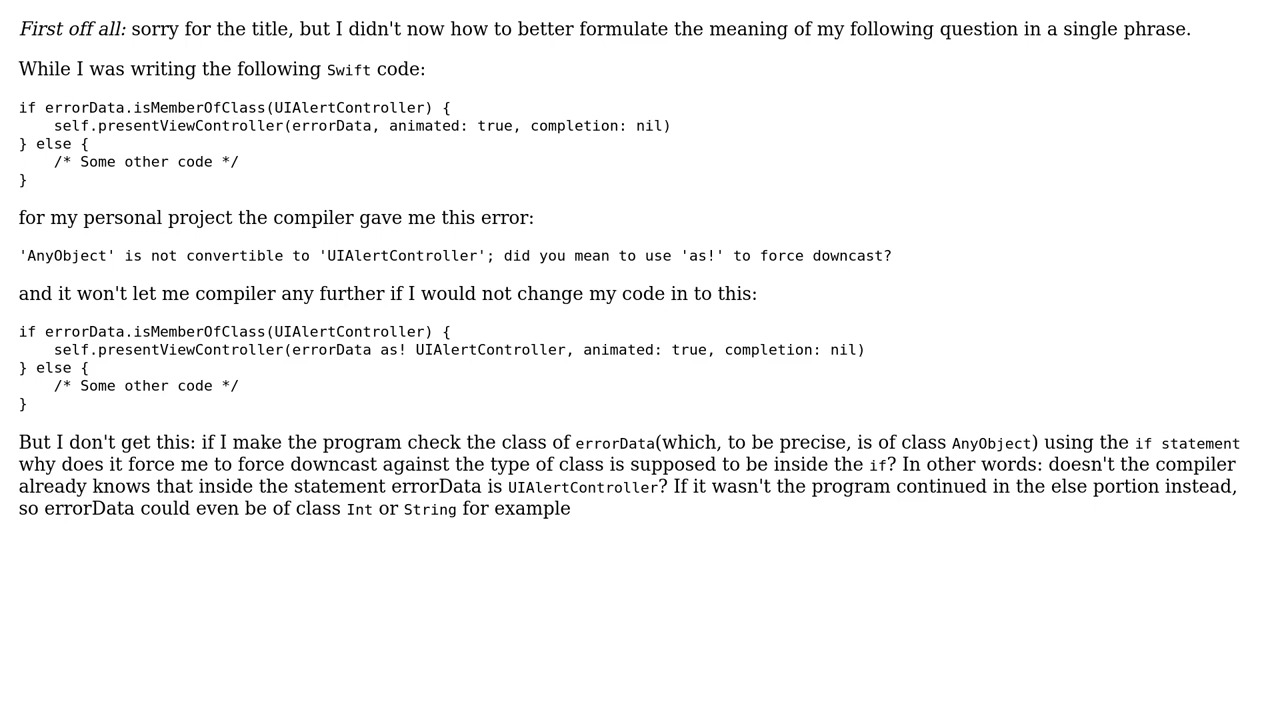 First off all: sorry for the title, but I didn't now how to better formulate the meaning of my following question in a single phrase.
While I was writing the following Swift code:
if errorData.isMemberOfClass(UIAlertController) {
    self.presentViewController(errorData, animated: true, completion: nil)
} else {
    /* Some other code */
}
for my personal project the compiler gave me this error:
'AnyObject' is not convertible to 'UIAlertController'; did you mean to use 'as!' to force downcast?
and it won't let me compiler any further if I would not change my code in to this:
if errorData.isMemberOfClass(UIAlertController) {
    self.presentViewController(errorData as! UIAlertController, animated: true, completion: nil)
} else {
    /* Some other code */
}
But I don't get this: if I make the program check the class of errorData(which, to be precise, is of class AnyObject) using the if statement
why does it force me to force downcast against the type of class is supposed to be inside the if? In other words: doesn't the compiler
already knows that inside the statement errorData is UIAlertController? If it wasn't the program continued in the else portion instead,
so errorData could even be of class Int or String for example